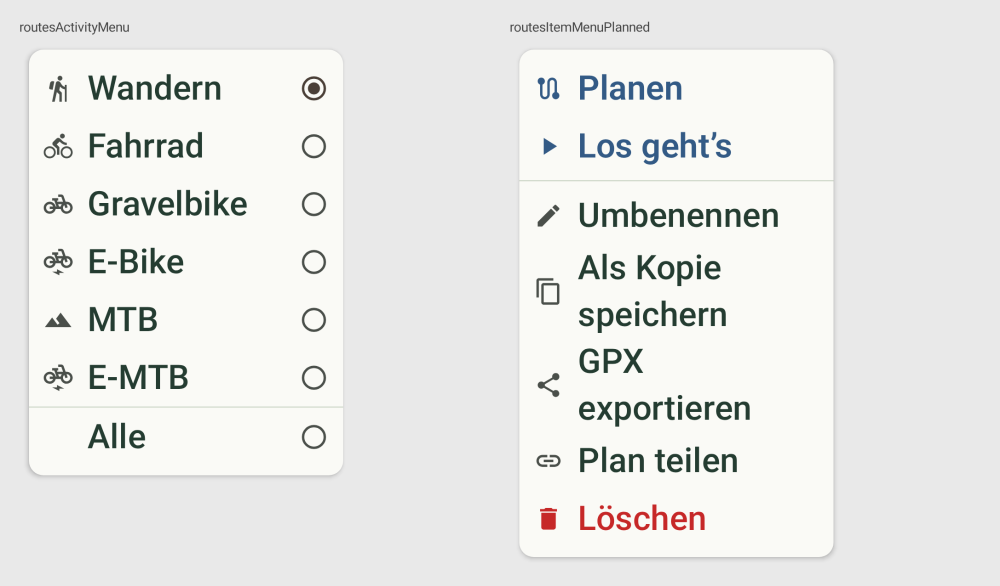 routesActivityMenu
Wandern
Fahrrad
Gravelbike
E-Bike
MTB
E-MTB
Alle
routesItemMenuPlanned
Planen
Los geht’s
Umbenennen
Als Kopie
speichern
GPX
exportieren
Plan teilen
Löschen